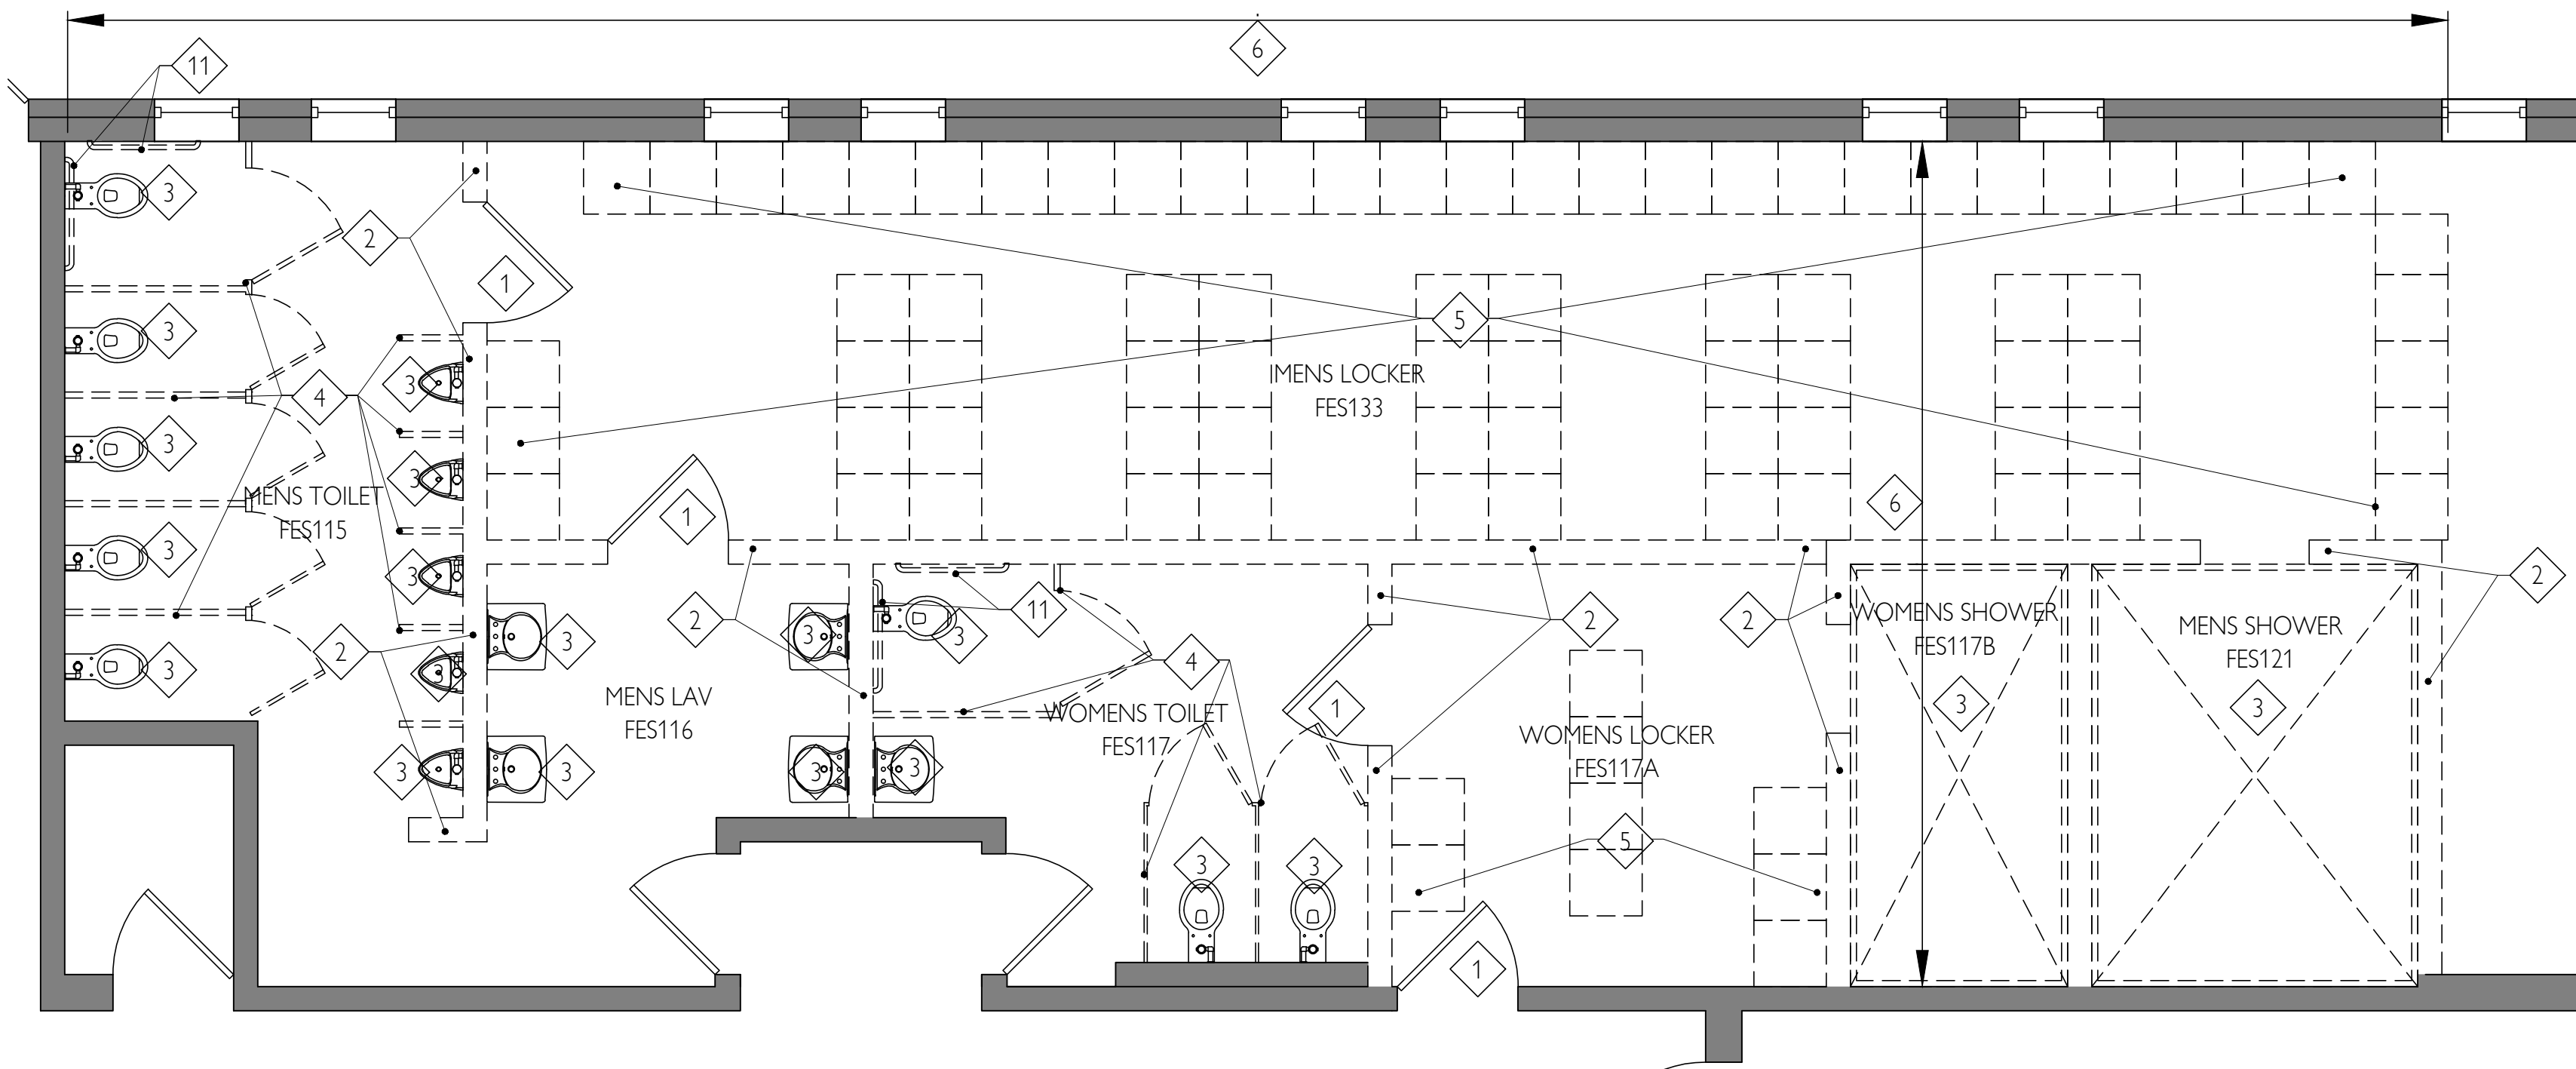 6
11
3
2
1
3
5
3
4
3
MENS LOCKER
FES133
3
3
MENS TOILET
FES115
6
1
3
3
2
3
2
3
3
3
3
11
2
2
WOMENS SHOWER
FES117B
MENS SHOWER
FES121
2
3
4
MENS LAV
FES116
WOMENS TOILET
FES117
1
WOMENS LOCKER
FES117A
3
3
3
3
3
3
5
3
3
1